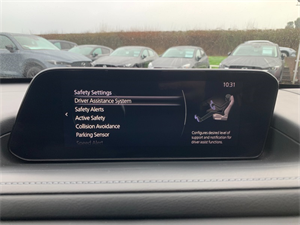 10:31
Safety Settings
Driver Assistance System
Safety Alerts
Active Safety
Collision Avoidance
Parking Sensor
Configures desired level of
support and notification for
driver assist functions.